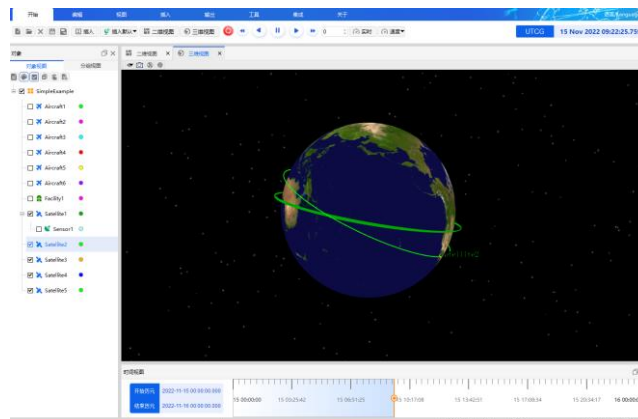 开始 编辑 视图 插入 输出 工具 集成 关于
插入 插入默认 二维视图 三维视图 0 实时 速度 UTCG 15 Nov 2022 09:22:25.75
对象
对象视图 分组视图
二维视图 三维视图
SimpleExample
Aircraft1
Aircraft2
Aircraft3
Aircraft4
Aircraft5
Aircraft6
Facility1
Satellite1
Sensor1
Satellite2
Satellite3
Satellite4
Satellite5
Satellite2
时间视图
开始历元 2022-11-15 00:00:00.000
结束历元 2022-11-16 00:00:00.000
15 00:00:00 15 03:25:42 15 06:51:25 15 10:17:08 15 13:42:51 15 17:08:34 15 20:34:17 16 00:00: